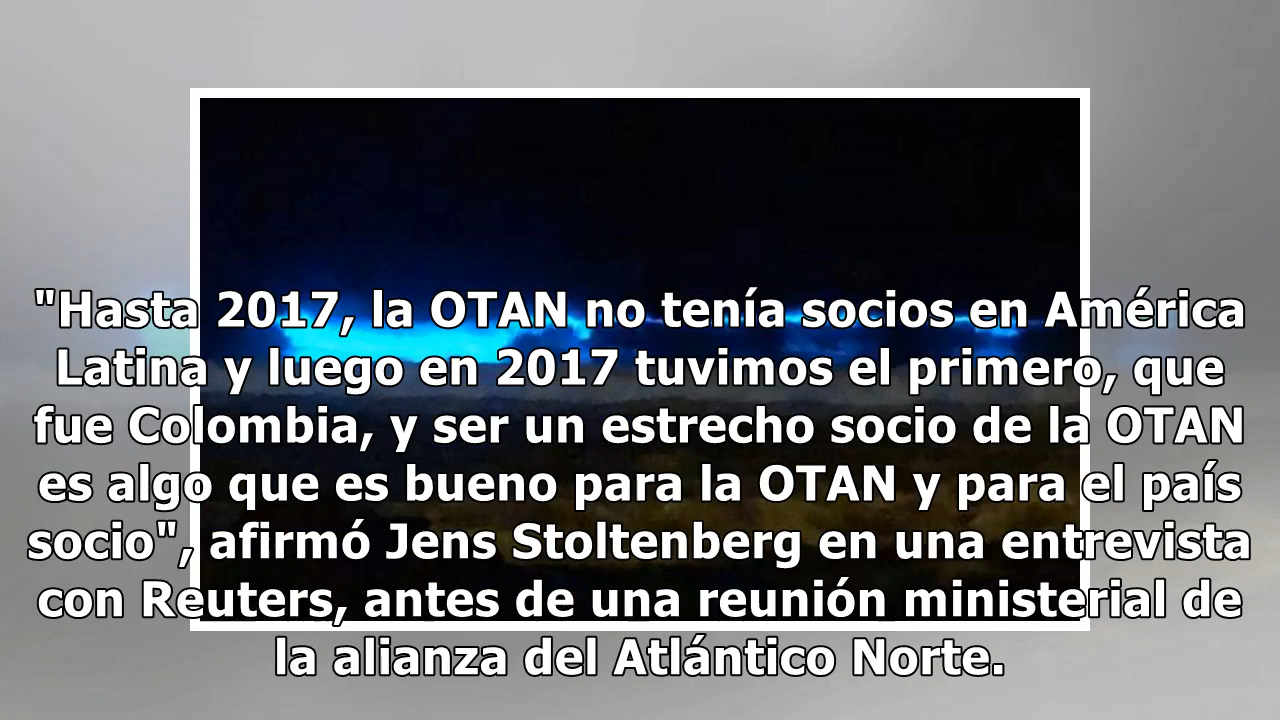 "Hasta 2017, la OTAN no tenía socios en América
Latina y luego en 2017 tuvimos el primero, que
fue Colombia, y ser un estrecho socio de la OTAN
es algo que es bueno para la OTAN y para el país
socio", afirmó Jens Stoltenberg en una entrevista
con Reuters, antes de una reunión ministerial de
la alianza del Atlántico Norte.